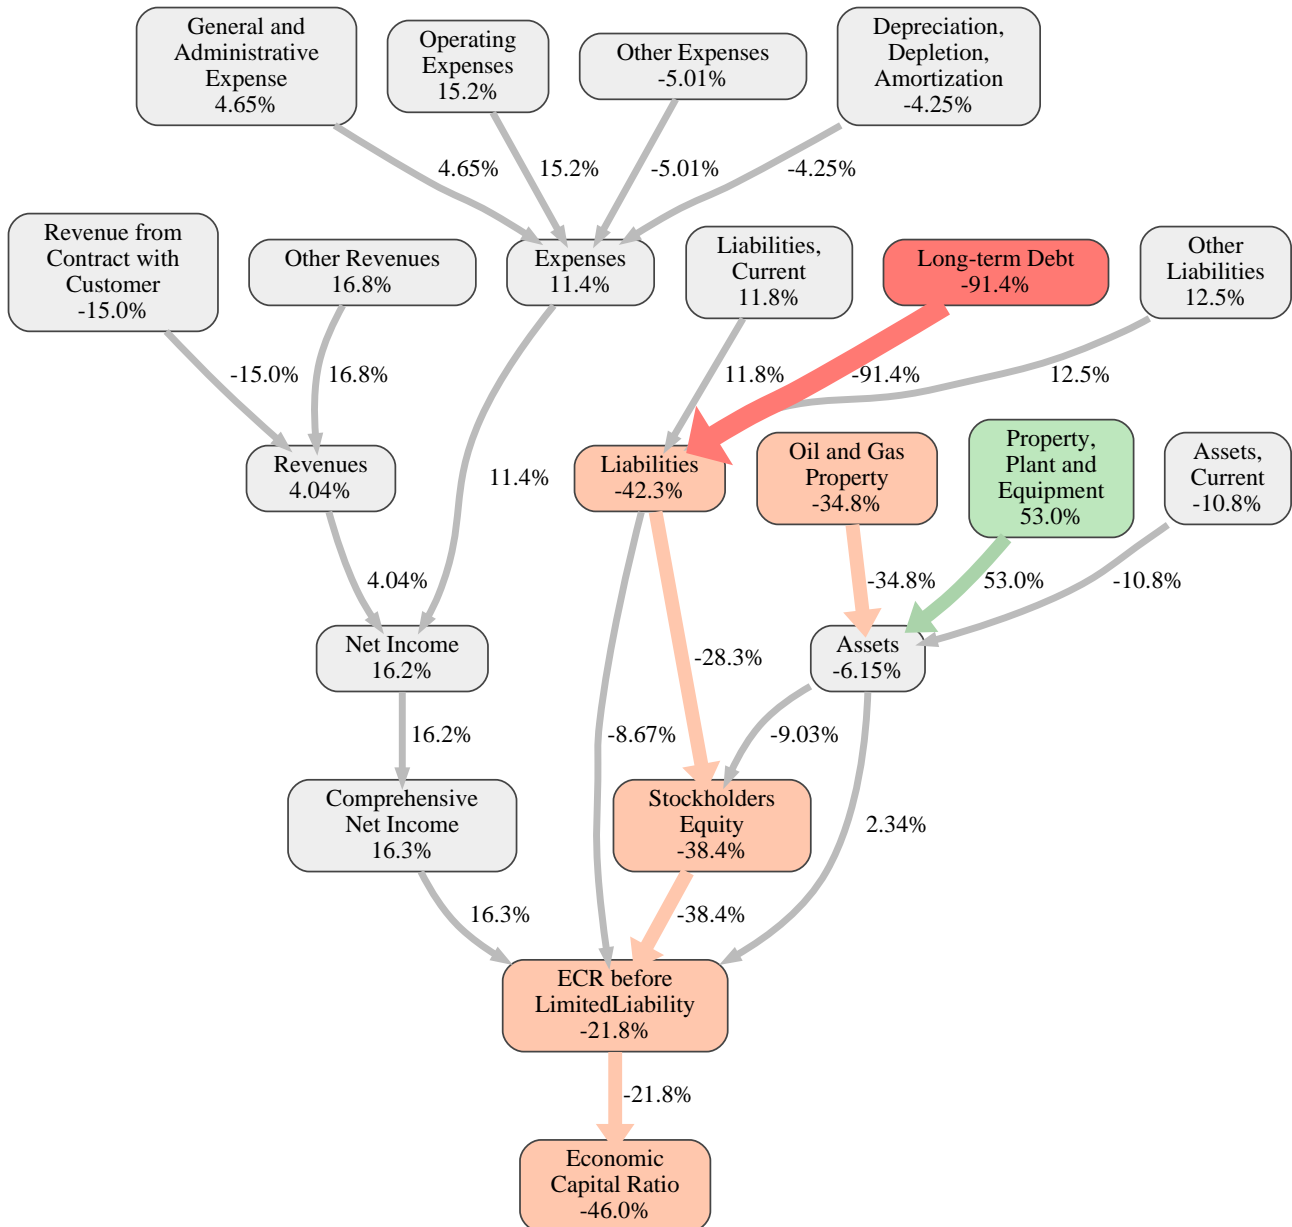 General and
Administrative
Expense
4.65%
Operating
Expenses
15.2%
Other Expenses
-5.01%
Depreciation,
Depletion,
Amortization
-4.25%
4.65%
15.2%
-5.01%
-4.25%
Revenue from
Contract with
Customer
-15.0%
Other Revenues
16.8%
Expenses
11.4%
Liabilities,
Current
11.8%
Long-term Debt
-91.4%
Other
Liabilities
12.5%
-15.0%
16.8%
11.8%
-91.4%
12.5%
Revenues
4.04%
11.4%
Liabilities
-42.3%
Oil and Gas
Property
-34.8%
Property,
Plant and
Equipment
53.0%
Assets,
Current
-10.8%
4.04%
-34.8%
53.0%
-10.8%
Net Income
16.2%
-28.3%
Assets
-6.15%
16.2%
-8.67%
-9.03%
2.34%
Comprehensive
Net Income
16.3%
Stockholders
Equity
-38.4%
16.3%
-38.4%
ECR before
LimitedLiability
-21.8%
-21.8%
Economic
Capital Ratio
-46.0%